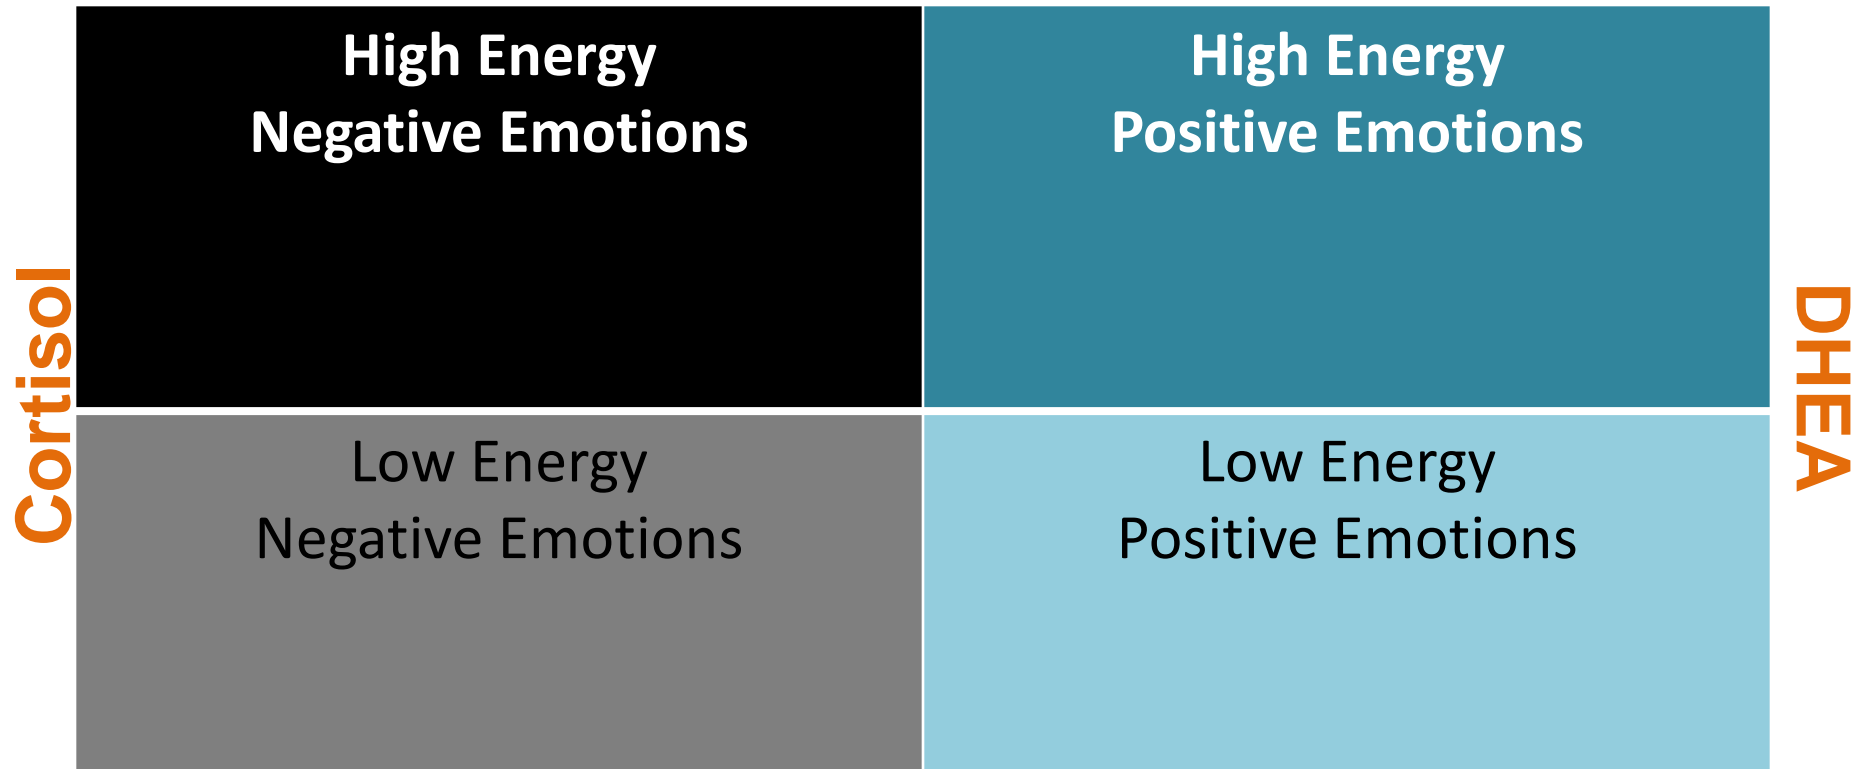 High Energy
Negative Emotions
High Energy
Positive Emotions
Cortisol
DHEA
Low Energy
Negative Emotions
Low Energy
Positive Emotions